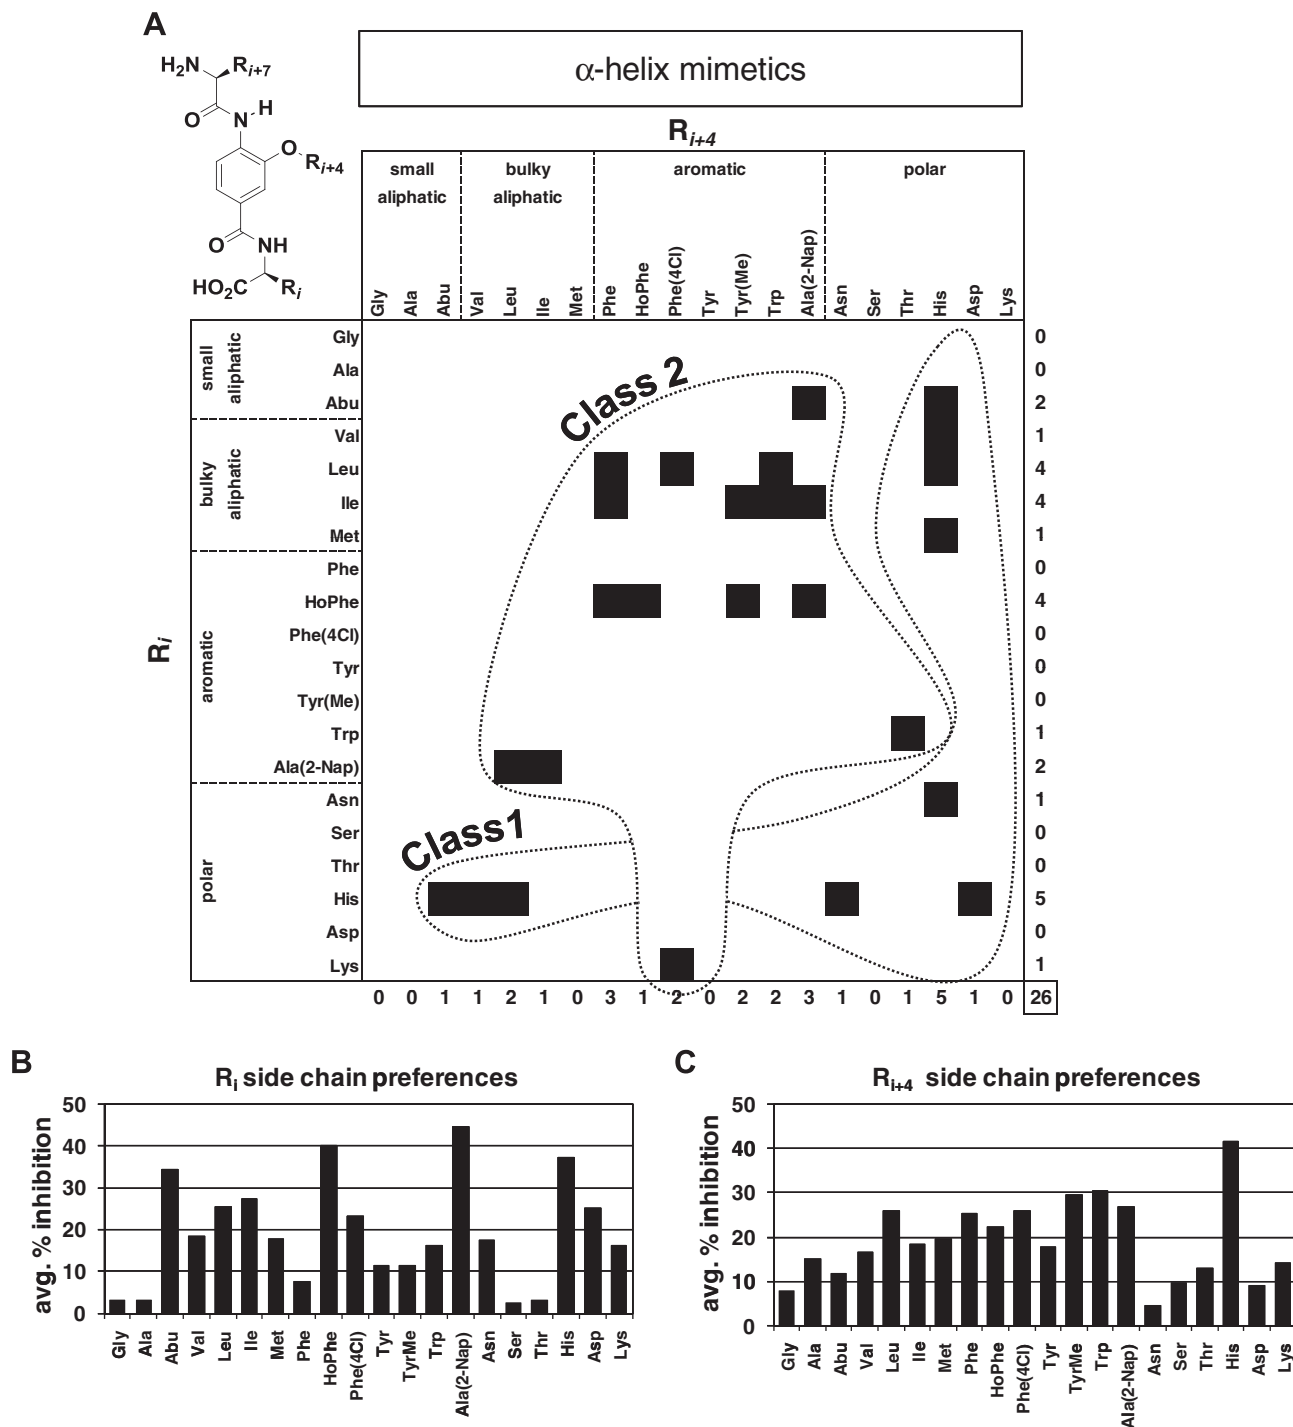 A
α-helix mimetics
H₂N
R𝑖₊₇
O
N
H
O
R𝑖₊₄
O
NH
HO₂C
R𝑖
R𝑖₊₄
small aliphatic
bulky aliphatic
aromatic
polar
Gly
Ala
Abu
Val
Leu
Ile
Met
Phe
HoPhe
Phe(4Cl)
Tyr
Tyr(Me)
Trp
Ala(2-Nap)
Asn
Ser
Thr
His
Asp
Lys
R𝑖
small aliphatic
bulky aliphatic
aromatic
polar
Gly 0
Ala 0
Abu 2
Val 1
Leu 4
Ile 4
Met 1
Phe 0
HoPhe 4
Phe(4Cl) 0
Tyr 0
Tyr(Me) 0
Trp 1
Ala(2-Nap) 2
Asn 1
Ser 0
Thr 0
His 5
Asp 0
Lys 1
Class 2
Class1
0 0 1 1 2 1 0 3 1 2 0 2 2 3 1 0 1 5 1 0 26
B
Rᵢ side chain preferences
avg. % inhibition
50
40
30
20
10
0
Gly
Ala
Abu
Val
Leu
Ile
Met
Phe
HoPhe
Phe(4Cl)
Tyr
TyrMe
Trp
Ala(2-Nap)
Asn
Ser
Thr
His
Asp
Lys
C
Rᵢ₊₄ side chain preferences
avg. % inhibition
50
40
30
20
10
0
Gly
Ala
Abu
Val
Leu
Ile
Met
Phe
HoPhe
Phe(4Cl)
Tyr
TyrMe
Trp
Ala(2-Nap)
Asn
Ser
Thr
His
Asp
Lys